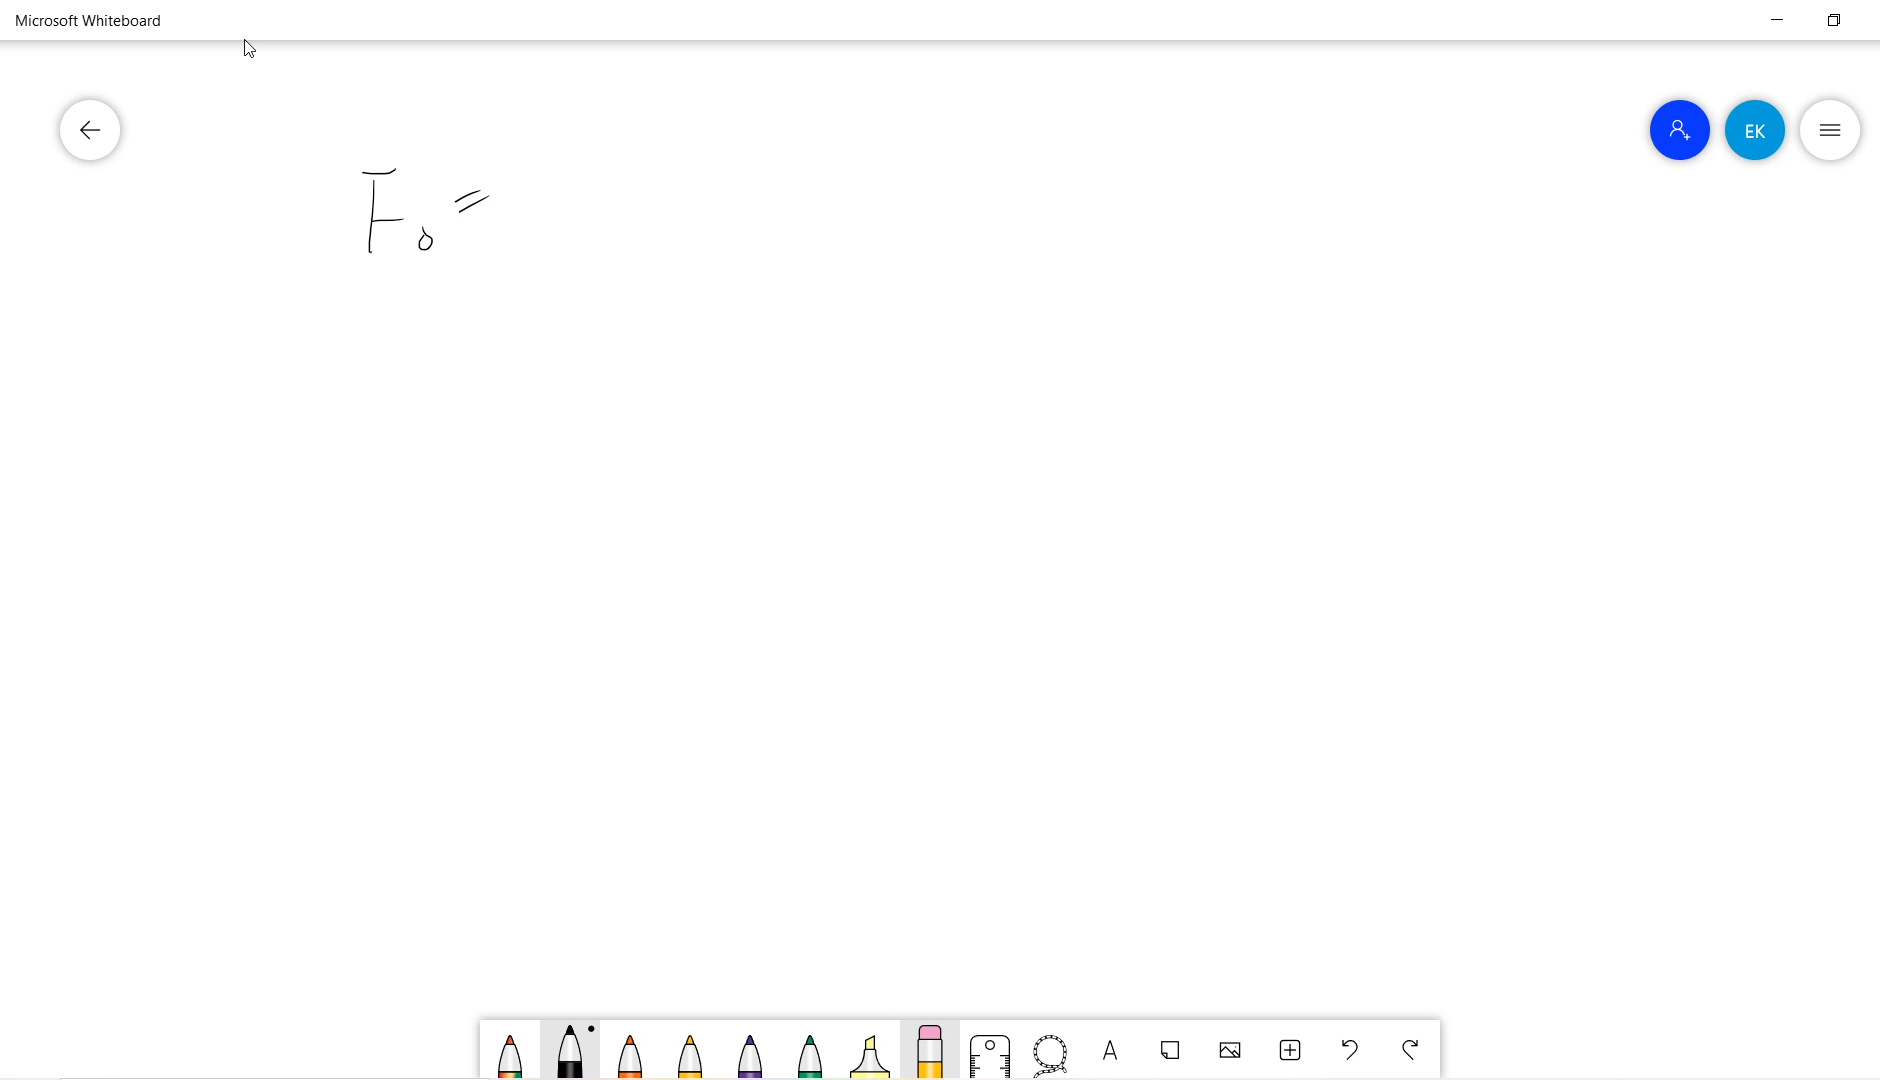 Microsoft Whiteboard
EK
F₀ =
A